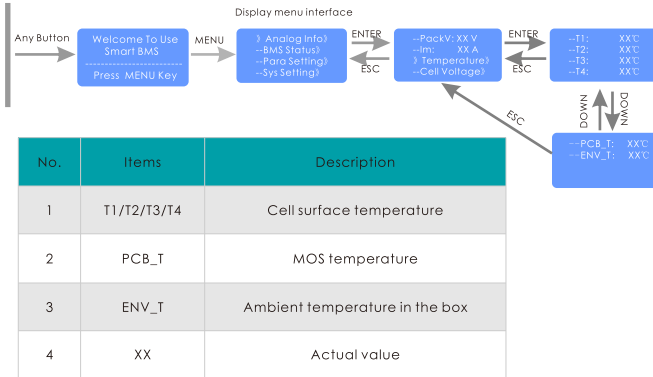 Display menu interface
Any Button
Welcome To Use
Smart BMS
Press MENU Key
MENU
》Analog Info》
--BMS Status》
--Para Setting》
--Sys Setting》
ENTER
ESC
--PackV: XX V
--Im: XX A
》Temperature》
--Cell Voltage》
ENTER
ESC
--T1: XX℃
--T2: XX℃
--T3: XX℃
--T4: XX℃
DOWN
DOWN
ESC
--PCB_T: XX℃
--ENV_T: XX℃
No. Items Description
1 T1/T2/T3/T4 Cell surface temperature
2 PCB_T MOS temperature
3 ENV_T Ambient temperature in the box
4 XX Actual value